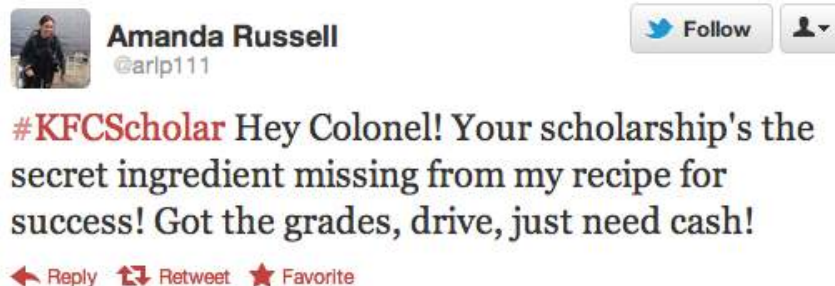 Amanda Russell
Follow
@arlp111
#KFCScholar Hey Colonel! Your scholarship's the
secret ingredient missing from my recipe for
success! Got the grades, drive, just need cash!
Reply Retweet Favorite